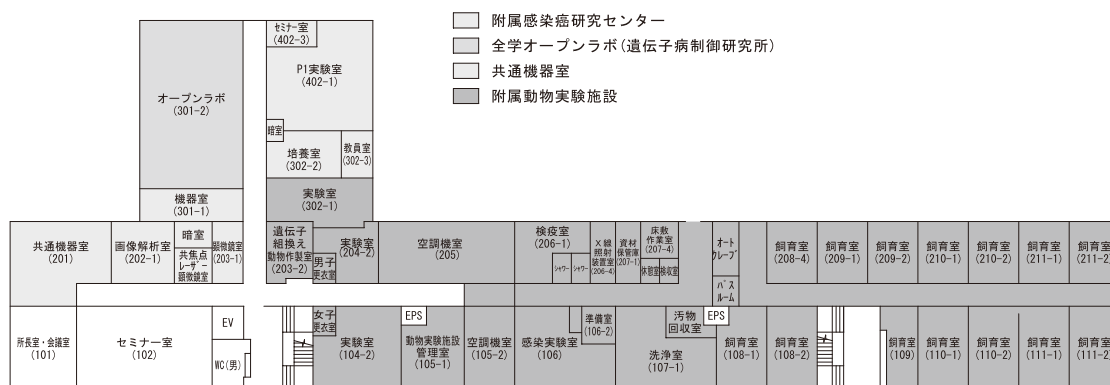 附属感染癌研究センター
全学オープンラボ(遺伝子病制御研究所)
共通機器室
附属動物実験施設
セミナー室
(402-3)
P1実験室
(402-1)
オープンラボ
(301-2)
暗室
培養室
(302-2)
教員室
(302-3)
機器室
(301-1)
実験室
(302-1)
共通機器室
(201)
画像解析室
(202-1)
暗室
共焦点
レーザー
顕微鏡室
顕微鏡室
(203-1)
遺伝子
組換え
動物作製室
(203-2)
男子
更衣室
実験室
(204-2)
空調機室
(205)
検疫室
(206-1)
シャワー
シャワー
X線
照射
装置室
(206-4)
資材
保管庫
(207-1)
床敷
作業室
(207-4)
休憩室
検収室
オート
クレーブ
パス
ルーム
飼育室
(208-4)
飼育室
(209-1)
飼育室
(209-2)
飼育室
(210-1)
飼育室
(210-2)
飼育室
(211-1)
飼育室
(211-2)
所長室・会議室
(101)
セミナー室
(102)
EV
WC(男)
女子
更衣室
実験室
(104-2)
EPS
動物実験施設
管理室
(105-1)
空調機室
(105-2)
感染実験室
(106)
準備室
(106-2)
汚物
回収室
EPS
洗浄室
(107-1)
飼育室
(108-1)
飼育室
(108-2)
飼育室
(109)
飼育室
(110-1)
飼育室
(110-2)
飼育室
(111-1)
飼育室
(111-2)